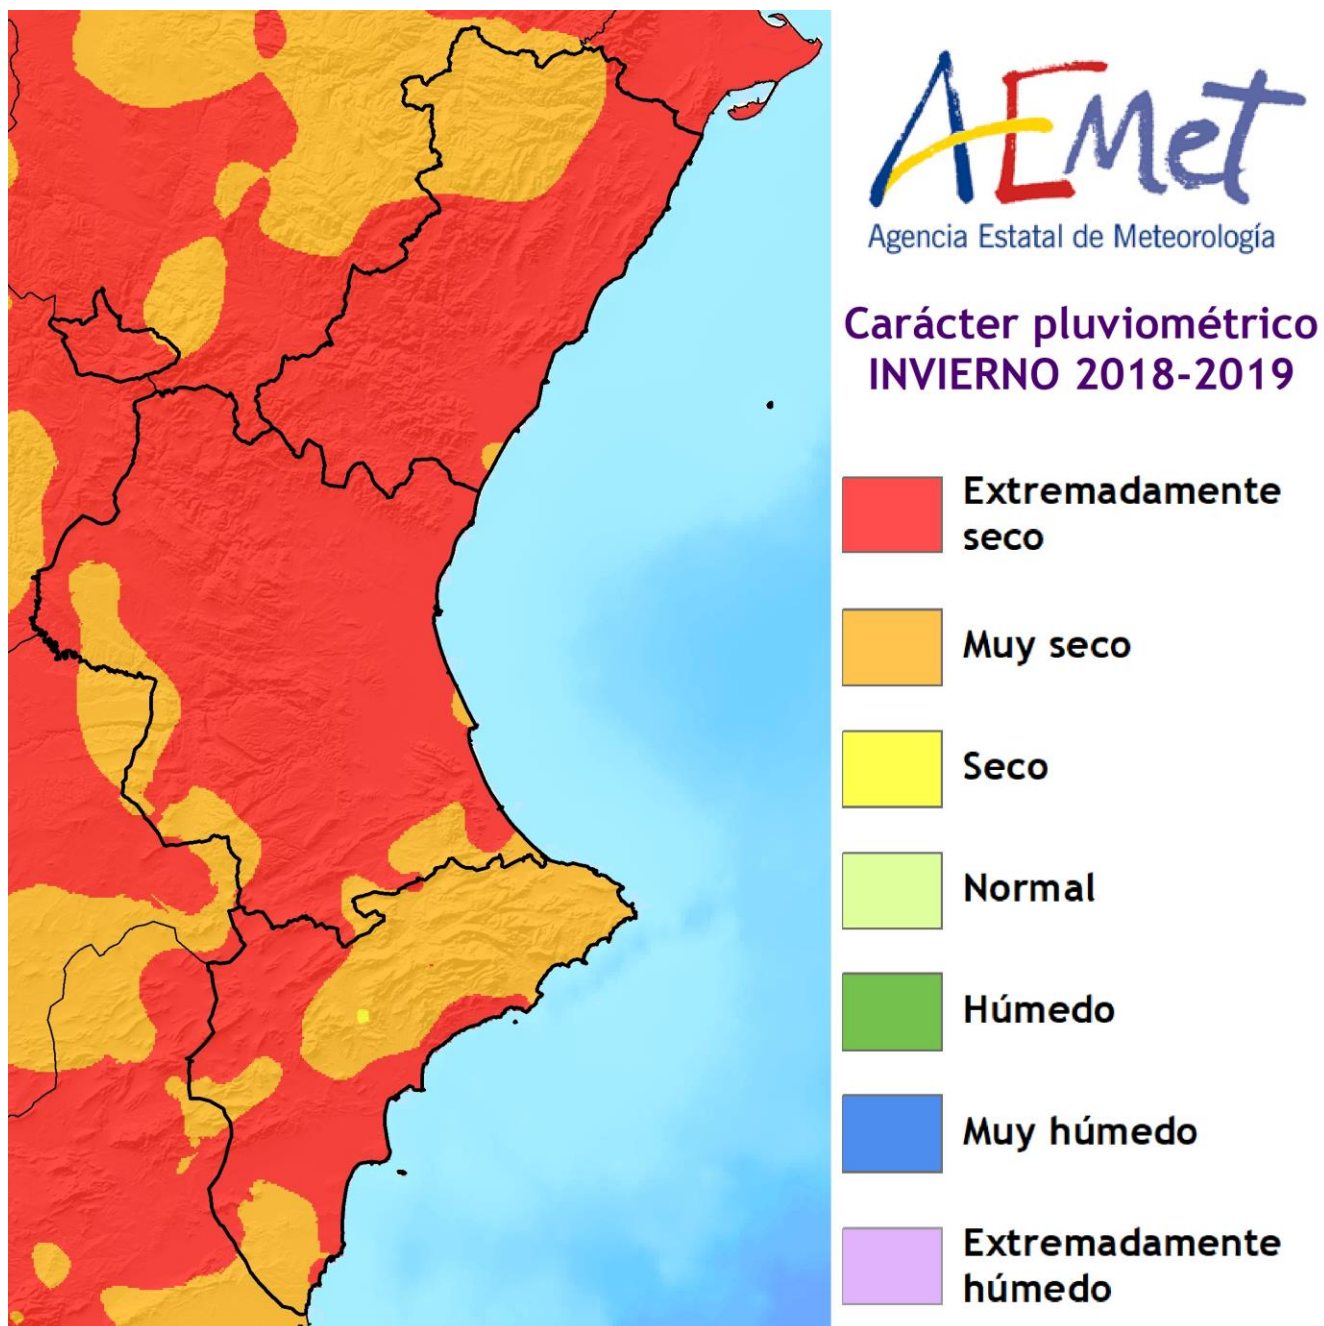 AEMet
Agencia Estatal de Meteorología
Carácter pluviométrico
INVIERNO 2018-2019
Extremadamente
seco
Muy seco
Seco
Normal
Húmedo
Muy húmedo
Extremadamente
húmedo